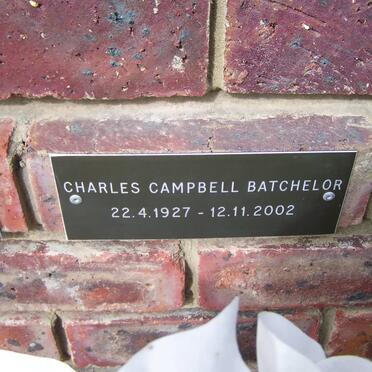 CHARLES CAMPBELL BATCHELOR
22.4.1927 - 12.11.2002